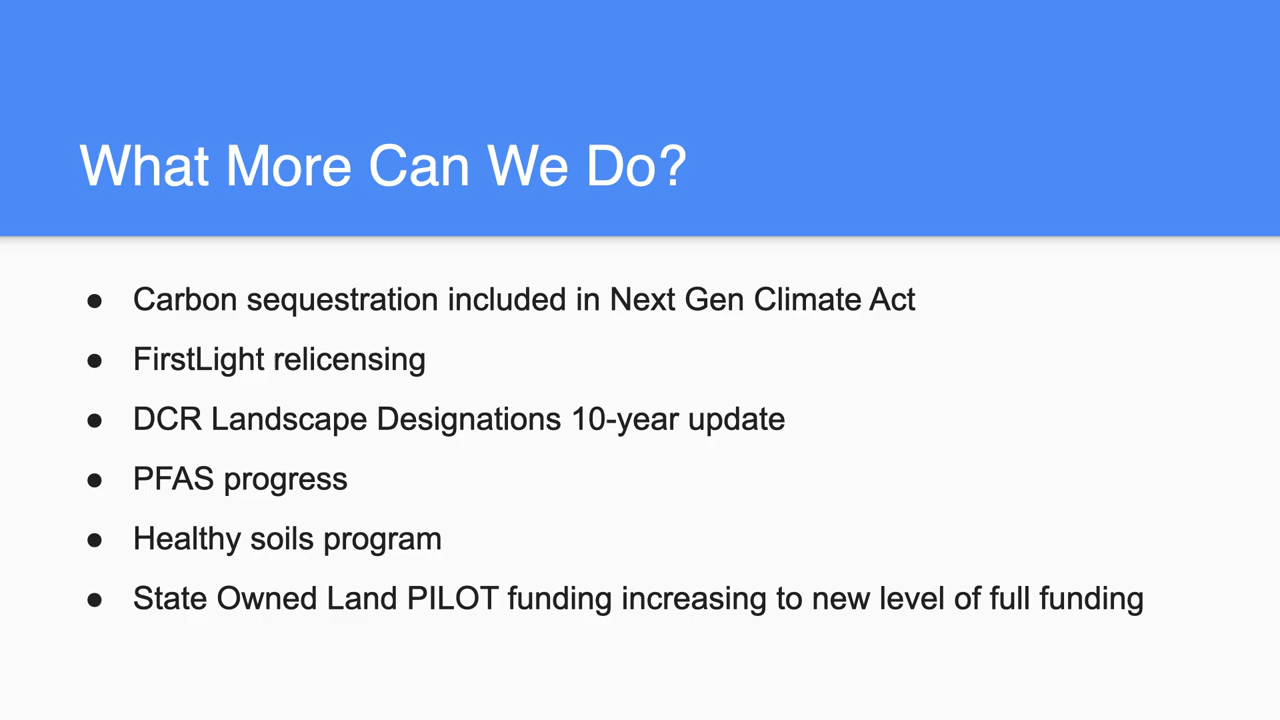 What More Can We Do?
● Carbon sequestration included in Next Gen Climate Act
● FirstLight relicensing
● DCR Landscape Designations 10-year update
● PFAS progress
● Healthy soils program
● State Owned Land PILOT funding increasing to new level of full funding